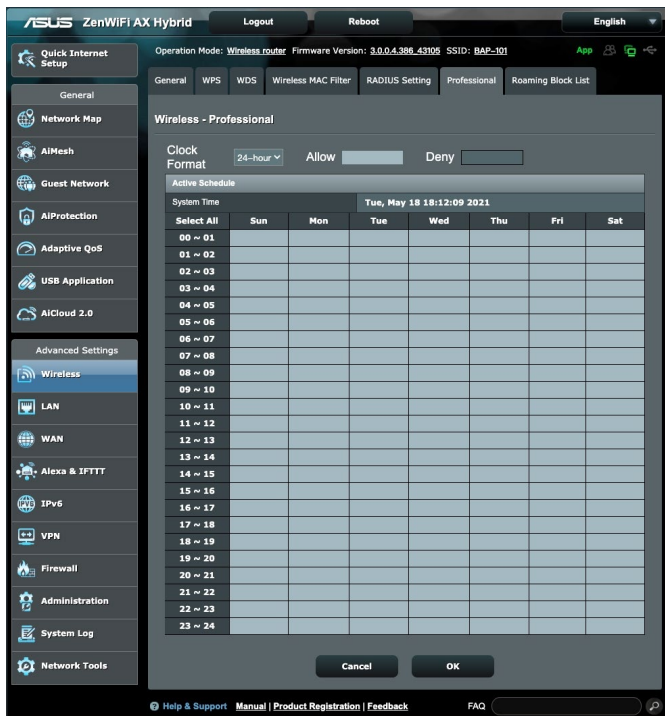 ASUS ZenWiFi AX Hybrid Logout Reboot English
Quick Internet Setup
General
Network Map
AiMesh
Guest Network
AiProtection
Adaptive QoS
USB Application
AiCloud 2.0
Advanced Settings
Wireless
LAN
WAN
Alexa & IFTTT
IPv6
VPN
Firewall
Administration
System Log
Network Tools
Operation Mode: Wireless router Firmware Version: 3.0.0.4.386_43105 SSID: BAP-101 App
General WPS WDS Wireless MAC Filter RADIUS Setting Professional Roaming Block List
Wireless - Professional
Clock Format 24-hour Allow Deny
Active Schedule
System Time Tue, May 18 18:12:09 2021
Select All Sun Mon Tue Wed Thu Fri Sat
00 ~ 01
01 ~ 02
02 ~ 03
03 ~ 04
04 ~ 05
05 ~ 06
06 ~ 07
07 ~ 08
08 ~ 09
09 ~ 10
10 ~ 11
11 ~ 12
12 ~ 13
13 ~ 14
14 ~ 15
15 ~ 16
16 ~ 17
17 ~ 18
18 ~ 19
19 ~ 20
20 ~ 21
21 ~ 22
22 ~ 23
23 ~ 24
Cancel OK
Help & Support Manual | Product Registration | Feedback FAQ